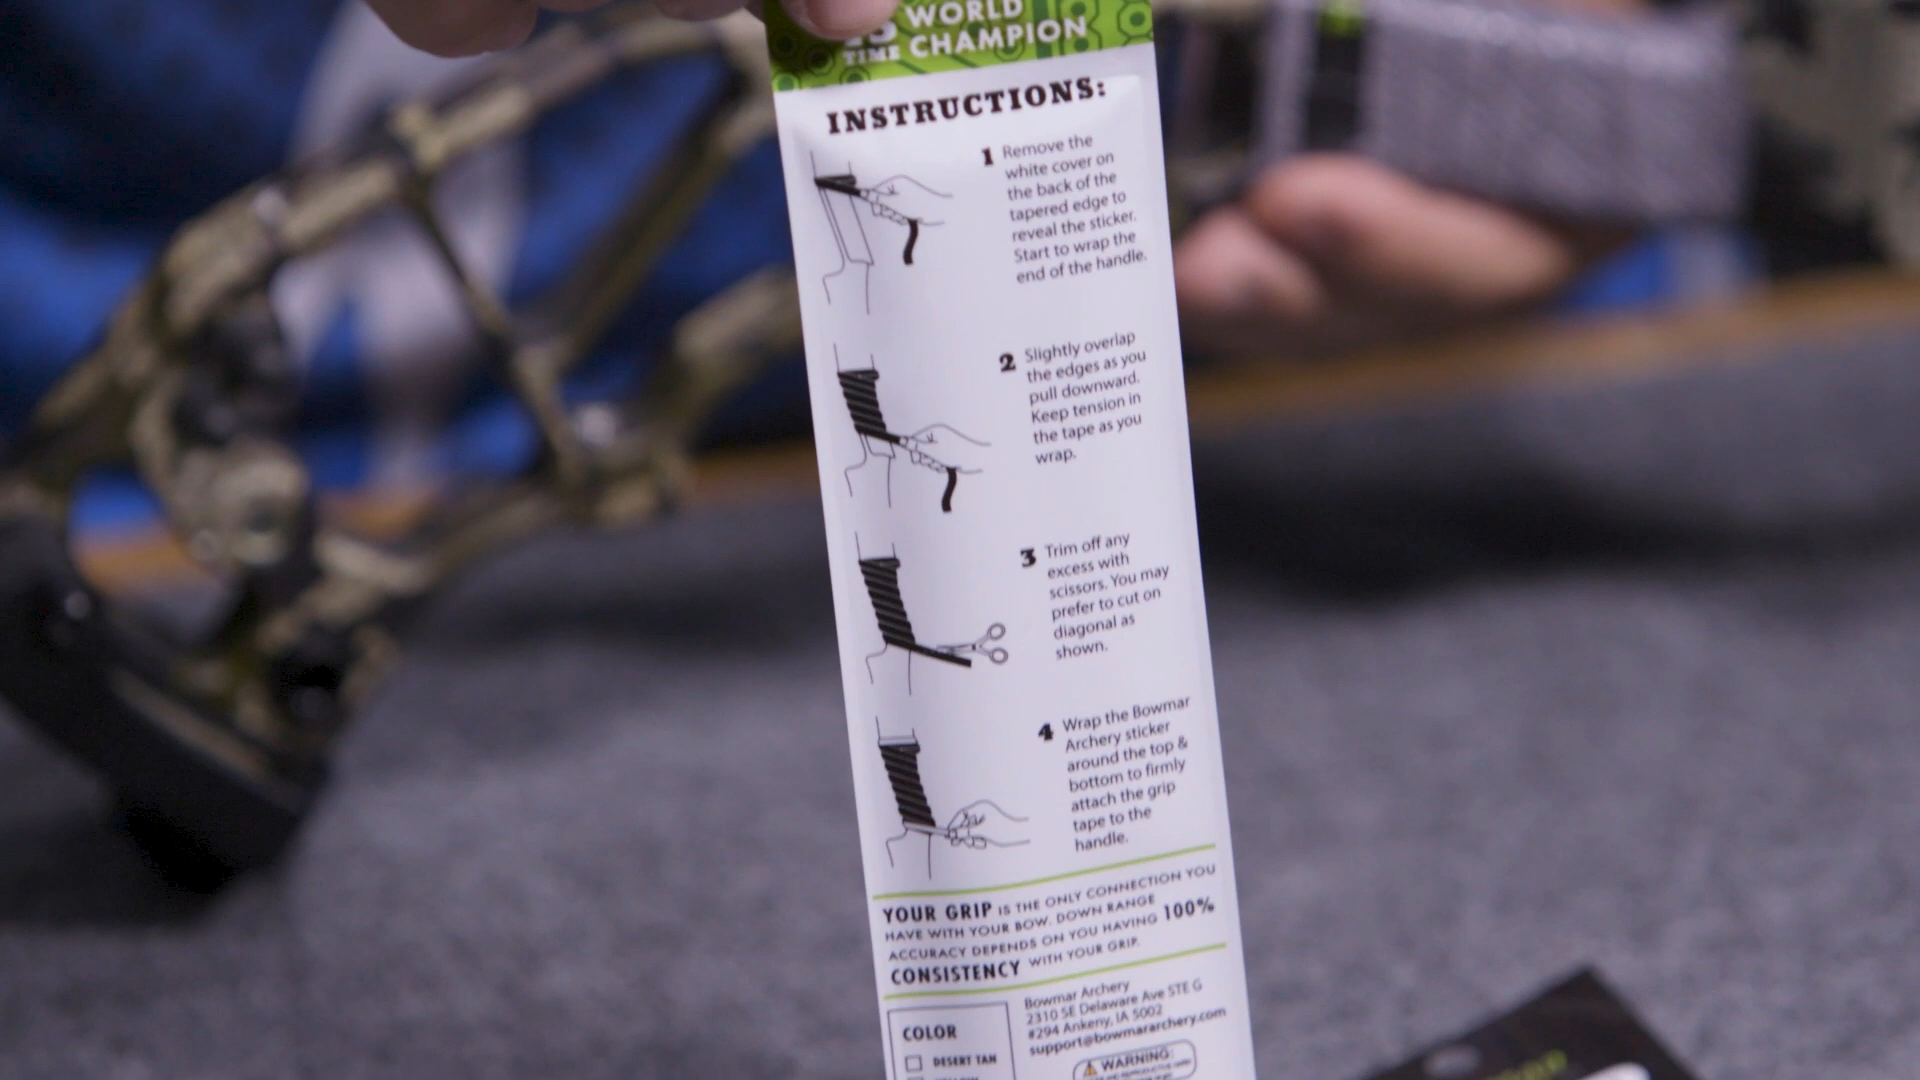 WORLD
TIME CHAMPION
INSTRUCTIONS:
1 Remove the
white cover on
the back of the
tapered edge to
reveal the sticker.
Start to wrap the
end of the handle.
2 Slightly overlap
the edges as you
pull downward.
Keep tension in
the tape as you
wrap.
3 Trim off any
excess with
scissors. You may
prefer to cut on
diagonal as
shown.
4 Wrap the Bowmar
Archery sticker
around the top &
bottom to firmly
attach the grip
tape to the
handle.
YOUR GRIP IS THE ONLY CONNECTION YOU
HAVE WITH YOUR BOW. DOWN RANGE
ACCURACY DEPENDS ON YOU HAVING 100%
CONSISTENCY WITH YOUR GRIP.
COLOR
DESERT TAN
Bowmar Archery
2310 SE Delaware Ave STE G
#294 Ankeny, IA 5002
support@bowmararchery.com
WARNING: